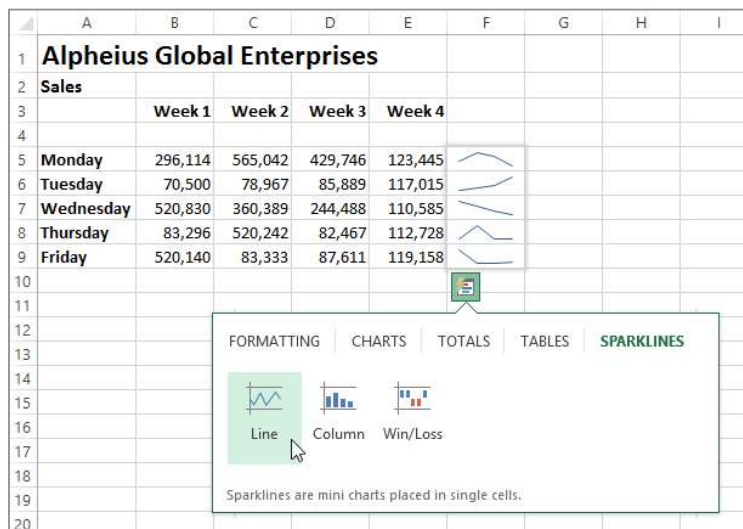 A B C D E F G H I
1 Alpheius Global Enterprises
2 Sales
3 Week 1 Week 2 Week 3 Week 4
4
5 Monday 296,114 565,042 429,746 123,445
6 Tuesday 70,500 78,967 85,889 117,015
7 Wednesday 520,830 360,389 244,488 110,585
8 Thursday 83,296 520,242 82,467 112,728
9 Friday 520,140 83,333 87,611 119,158
10
11
12
FORMATTING CHARTS TOTALS TABLES SPARKLINES
13
14
15
16
Line Column Win/Loss
17
18
19
Sparklines are mini charts placed in single cells.
20